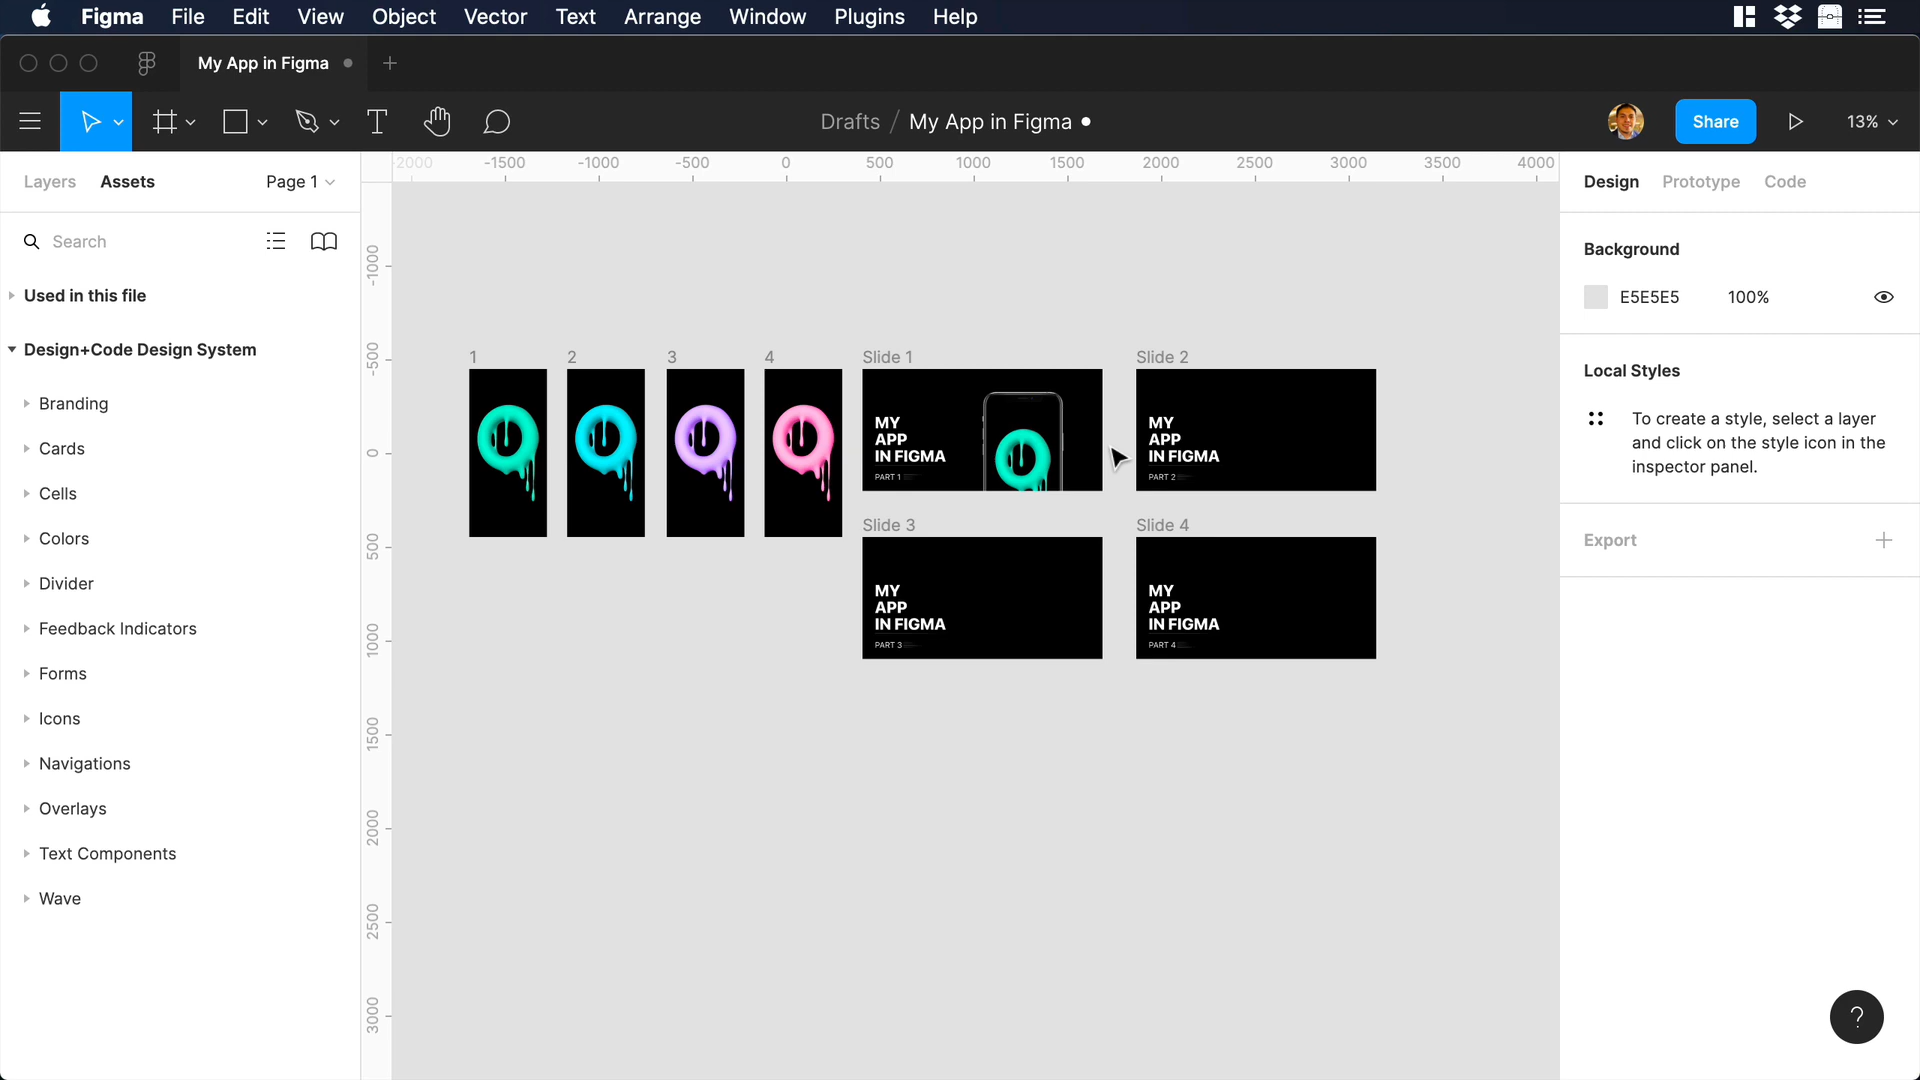 Figma File Edit View Object Vector Text Arrange Window Plugins Help
My App in Figma
Drafts / My App in Figma
Share
13%
Layers Assets Page 1
Search
Used in this file
Design+Code Design System
Branding
Cards
Cells
Colors
Divider
Feedback Indicators
Forms
Icons
Navigations
Overlays
Text Components
Wave
-2000 -1500 -1000 -500 0 500 1000 1500 2000 2500 3000 3500 4000
-1000
-500
0
500
1000
1500
2000
2500
3000
1 2 3 4
Slide 1
MY
APP
IN FIGMA
PART 1
Slide 2
MY
APP
IN FIGMA
PART 2
Slide 3
MY
APP
IN FIGMA
PART 3
Slide 4
MY
APP
IN FIGMA
PART 4
Design Prototype Code
Background
E5E5E5 100%
Local Styles
To create a style, select a layer
and click on the style icon in the
inspector panel.
Export
?